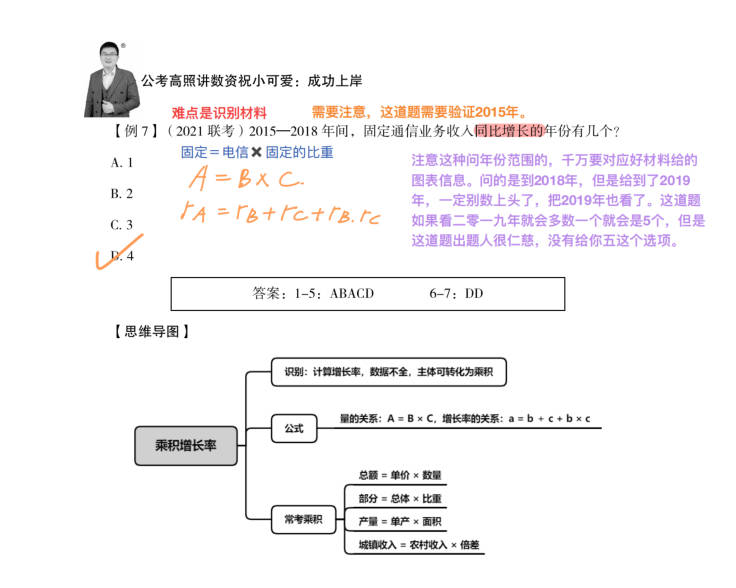 公考高照讲数资祝小可爱：成功上岸
难点是识别材料
需要注意，这道题需要验证2015年。
【例 7】（2021 联考）2015—2018 年间，固定通信业务收入同比增长的年份有几个？
A. 1
B. 2
C. 3
D. 4
固定＝电信✖固定的比重
A = B × C.
rA = rB + rC + rB. rC
注意这种问年份范围的，千万要对应好材料给的
图表信息。问的是到2018年，但是给到了2019
年，一定别数上头了，把2019年也看了。这道题
如果看二零一九年就会多数一个就会是5个，但是
这道题出题人很仁慈，没有给你五这个选项。
答案：1-5：ABACD 6-7：DD
【思维导图】
乘积增长率
识别：计算增长率，数据不全，主体可转化为乘积
公式
量的关系：A = B × C，增长率的关系：a = b + c + b × c
常考乘积
总额 = 单价 × 数量
部分 = 总体 × 比重
产量 = 单产 × 面积
城镇收入 = 农村收入 × 倍差